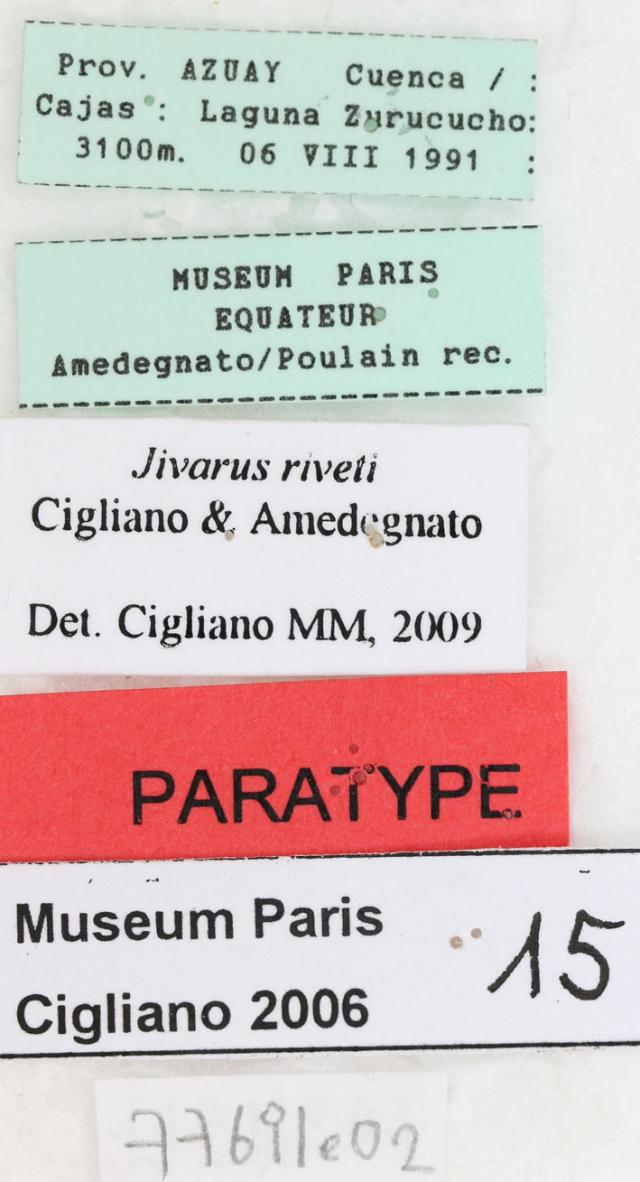 Prov. AZUAY Cuenca / :
Cajas : Laguna Zurucucho:
3100m. 06 VIII 1991 :
MUSEUM PARIS
EQUATEUR
Amedegnato/Poulain rec.
Jivarus riveti
Cigliano & Amedegnato
Det. Cigliano MM, 2009
PARATYPE
Museum Paris
Cigliano 2006
15
77691e02